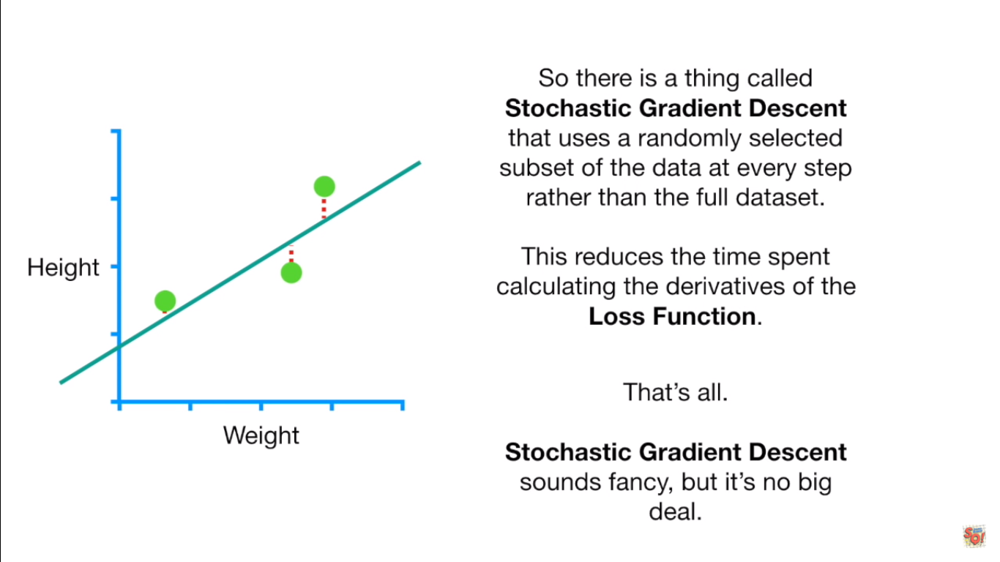 So there is a thing called
Stochastic Gradient Descent
that uses a randomly selected
subset of the data at every step
rather than the full dataset.
This reduces the time spent
calculating the derivatives of the
Loss Function.
That’s all.
Stochastic Gradient Descent
sounds fancy, but it’s no big
deal.
Height
Weight
SQ!